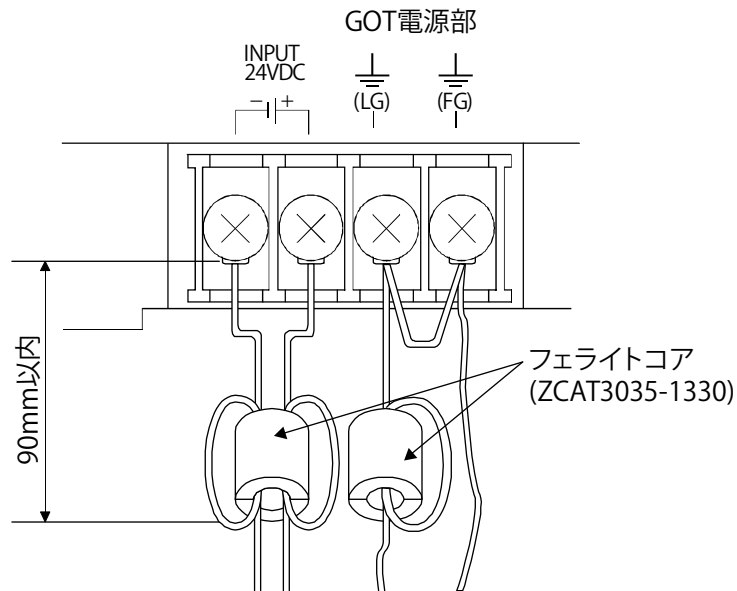 GOT電源部
INPUT
24VDC
− +
(LG)
(FG)
90mm以内
フェライトコア
(ZCAT3035-1330)